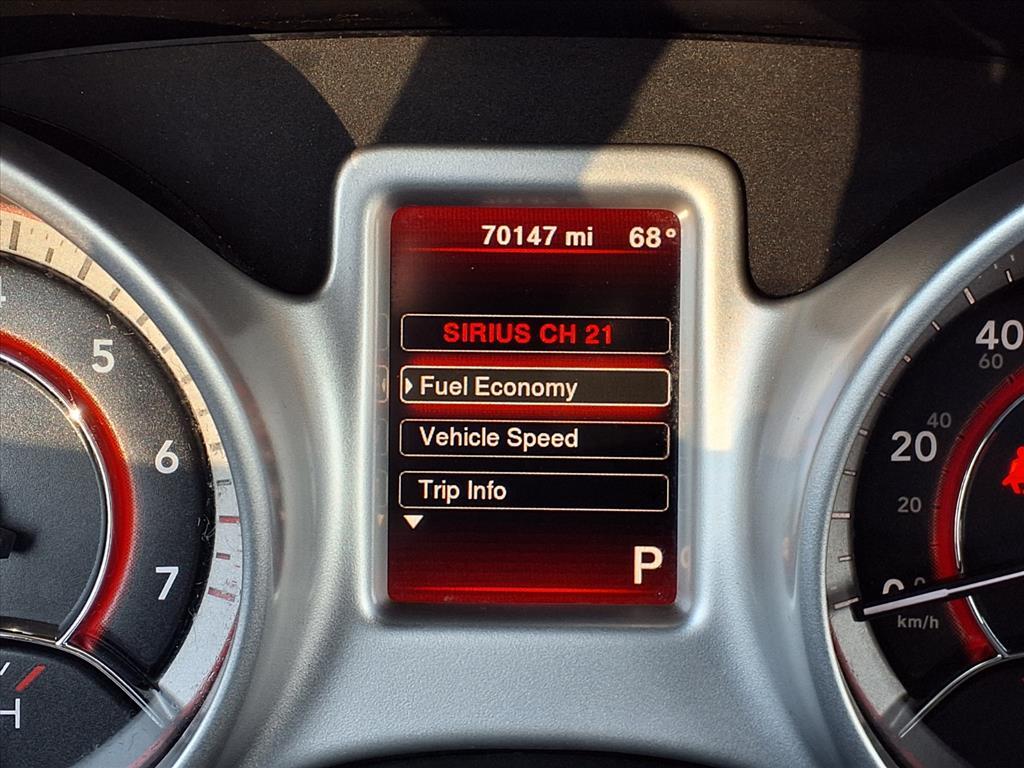 70147 mi 68°
SIRIUS CH 21
Fuel Economy
Vehicle Speed
Trip Info
P
5
6
7
H
40
60
40
20
20
0
km/h